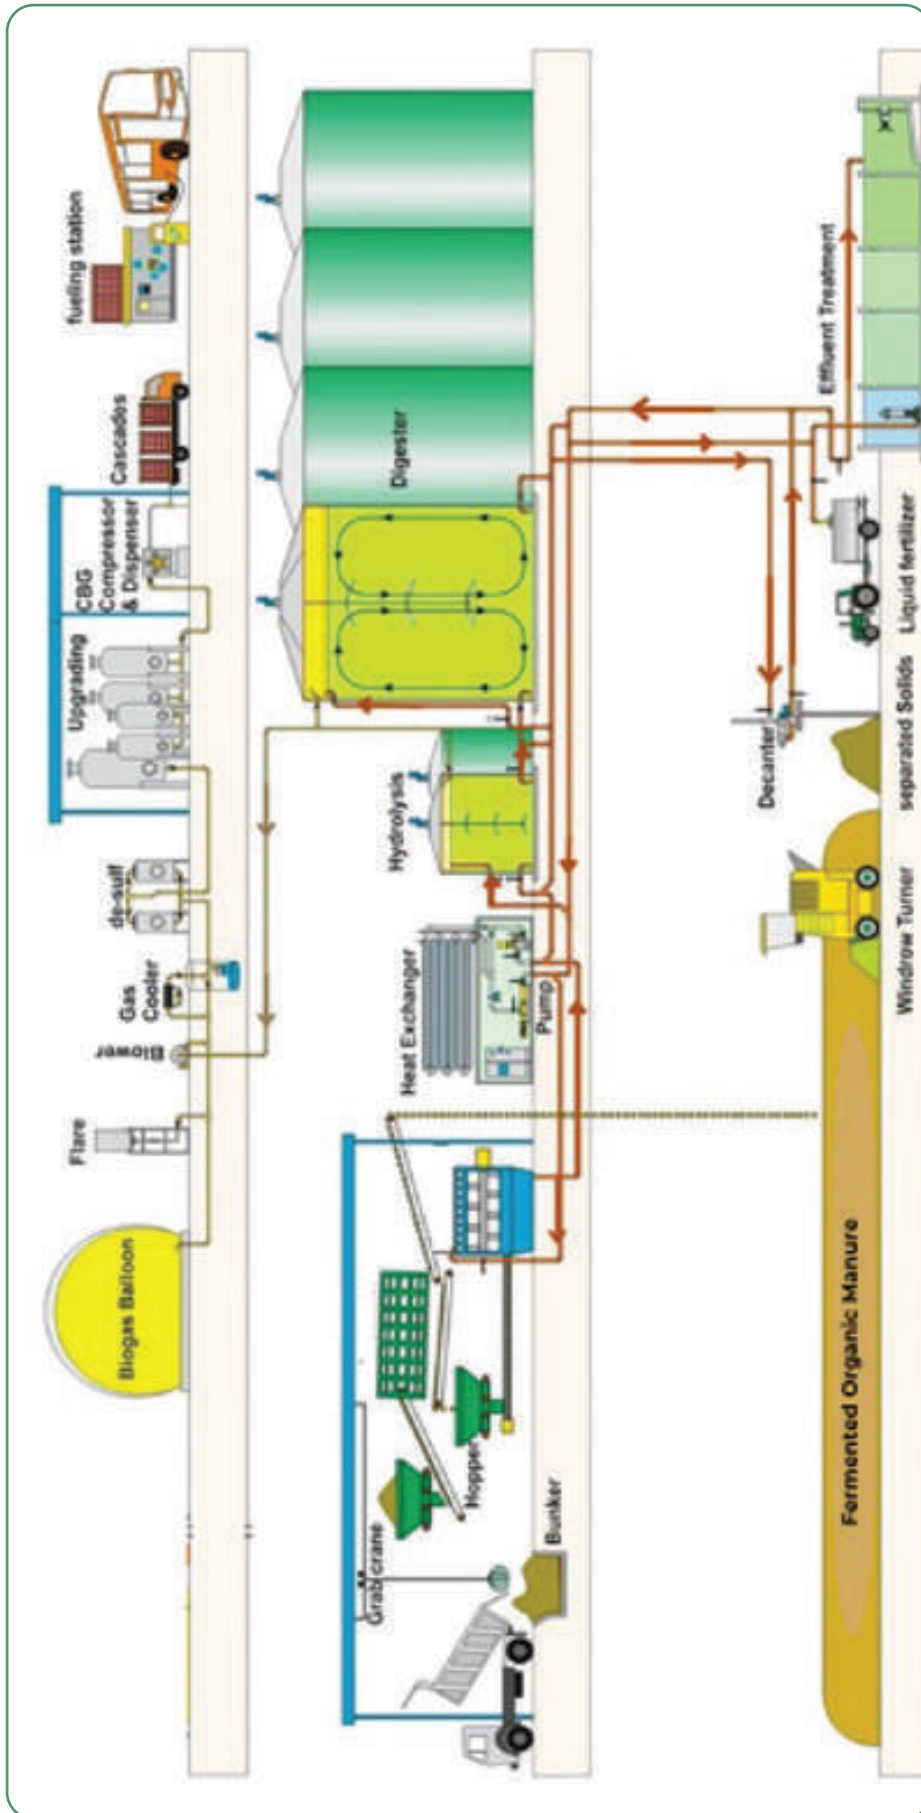 Biogas Balloon
Flare
Blower
Gas
Cooler
de-sulf
Upgrading
CBG
Compressor
& Dispenser
Cascades
fueling station
Grab crane
Hopper
Bunker
Heat Exchanger
Pump
Hydrolysis
Digester
Fermented Organic Manure
Windrow Turner
Decanter
separated Solids
Liquid fertilizer
Effluent Treatment